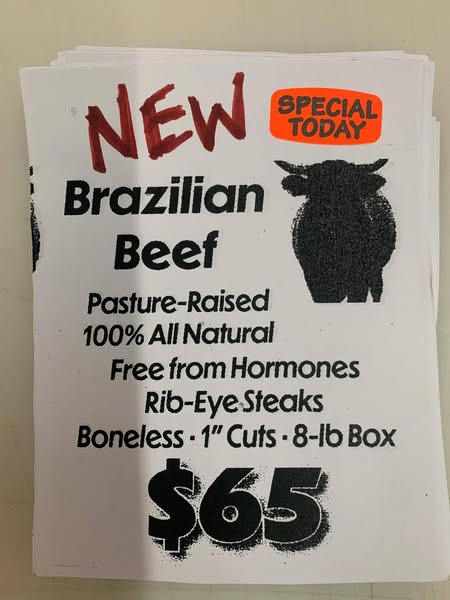 NEW
SPECIAL
TODAY
Brazilian
Beef
Pasture-Raised
100% All Natural
Free from Hormones
Rib-Eye Steaks
Boneless · 1" Cuts · 8-lb Box
$65